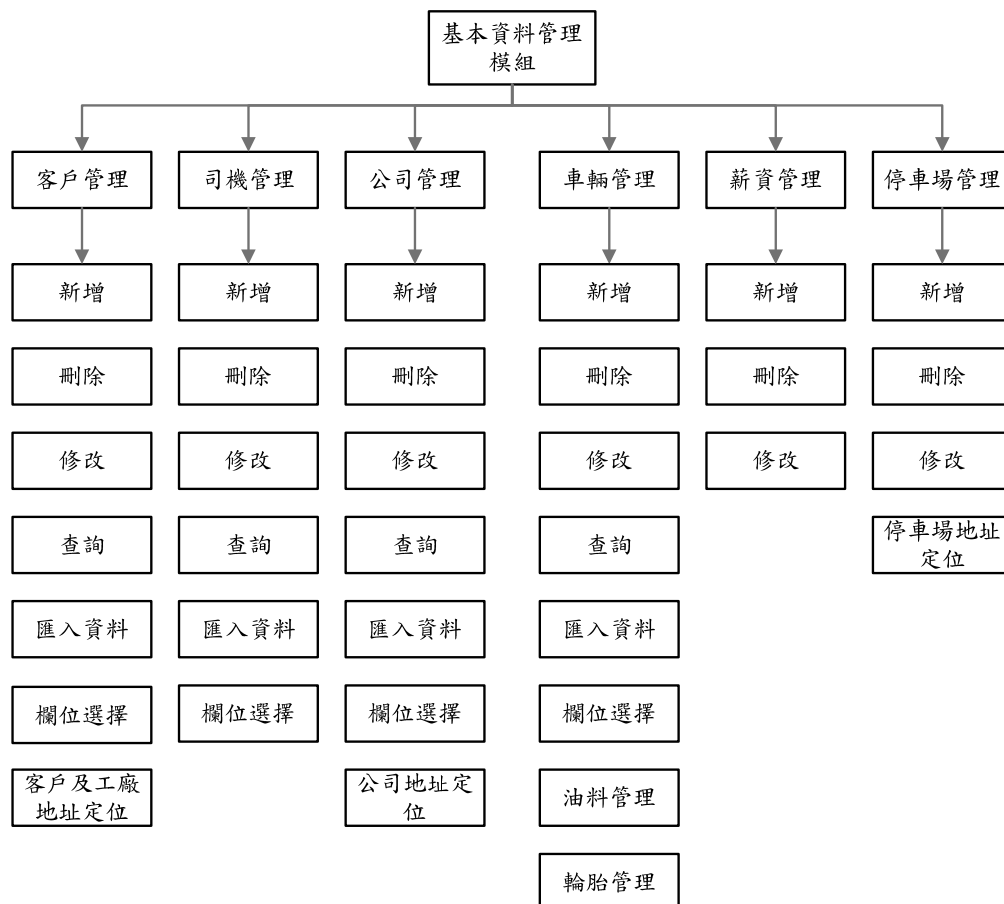 基本資料管理
模組
客戶管理
司機管理
公司管理
車輛管理
薪資管理
停車場管理
新增
新增
新增
新增
新增
新增
刪除
刪除
刪除
刪除
刪除
刪除
修改
修改
修改
修改
修改
修改
查詢
查詢
查詢
查詢
停車場地址
定位
匯入資料
匯入資料
匯入資料
匯入資料
欄位選擇
欄位選擇
欄位選擇
欄位選擇
客戶及工廠
地址定位
公司地址定
位
油料管理
輪胎管理